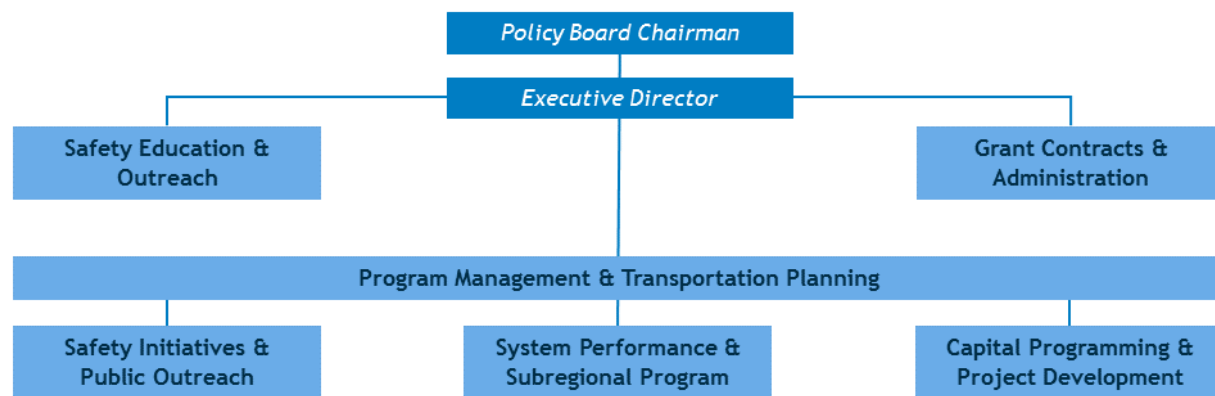 Policy Board Chairman
Executive Director
Safety Education &
Outreach
Grant Contracts &
Administration
Program Management & Transportation Planning
Safety Initiatives &
Public Outreach
System Performance &
Subregional Program
Capital Programming &
Project Development